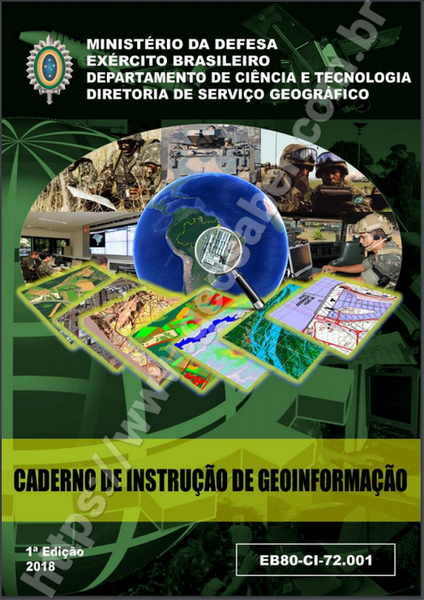 MINISTÉRIO DA DEFESA
EXÉRCITO BRASILEIRO
DEPARTAMENTO DE CIÊNCIA E TECNOLOGIA
DIRETORIA DE SERVIÇO GEOGRÁFICO
CADERNO DE INSTRUÇÃO DE GEOINFORMAÇÃO
1ª Edição
2018
EB80-CI-72.001